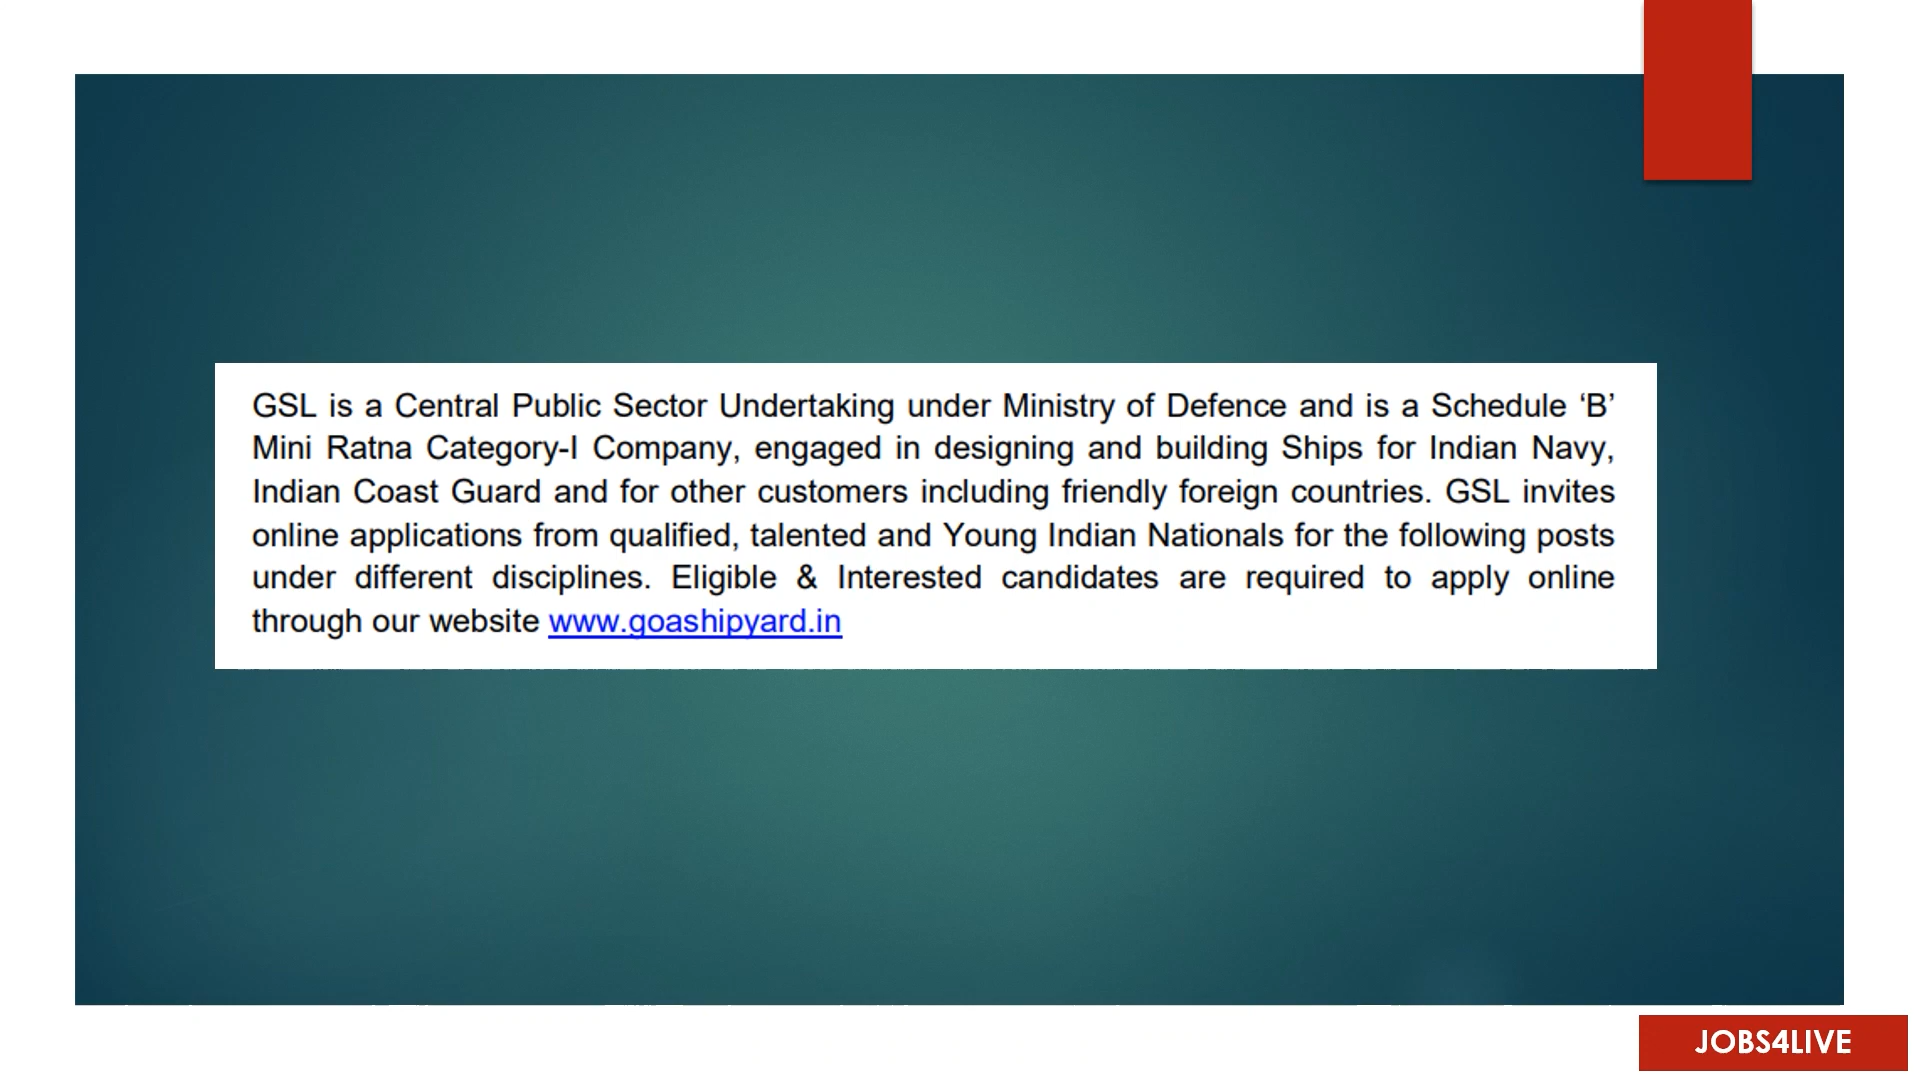 GSL is a Central Public Sector Undertaking under Ministry of Defence and is a Schedule ‘B’
Mini Ratna Category-I Company, engaged in designing and building Ships for Indian Navy,
Indian Coast Guard and for other customers including friendly foreign countries. GSL invites
online applications from qualified, talented and Young Indian Nationals for the following posts
under different disciplines. Eligible & Interested candidates are required to apply online
through our website www.goashipyard.in
JOBS4LIVE